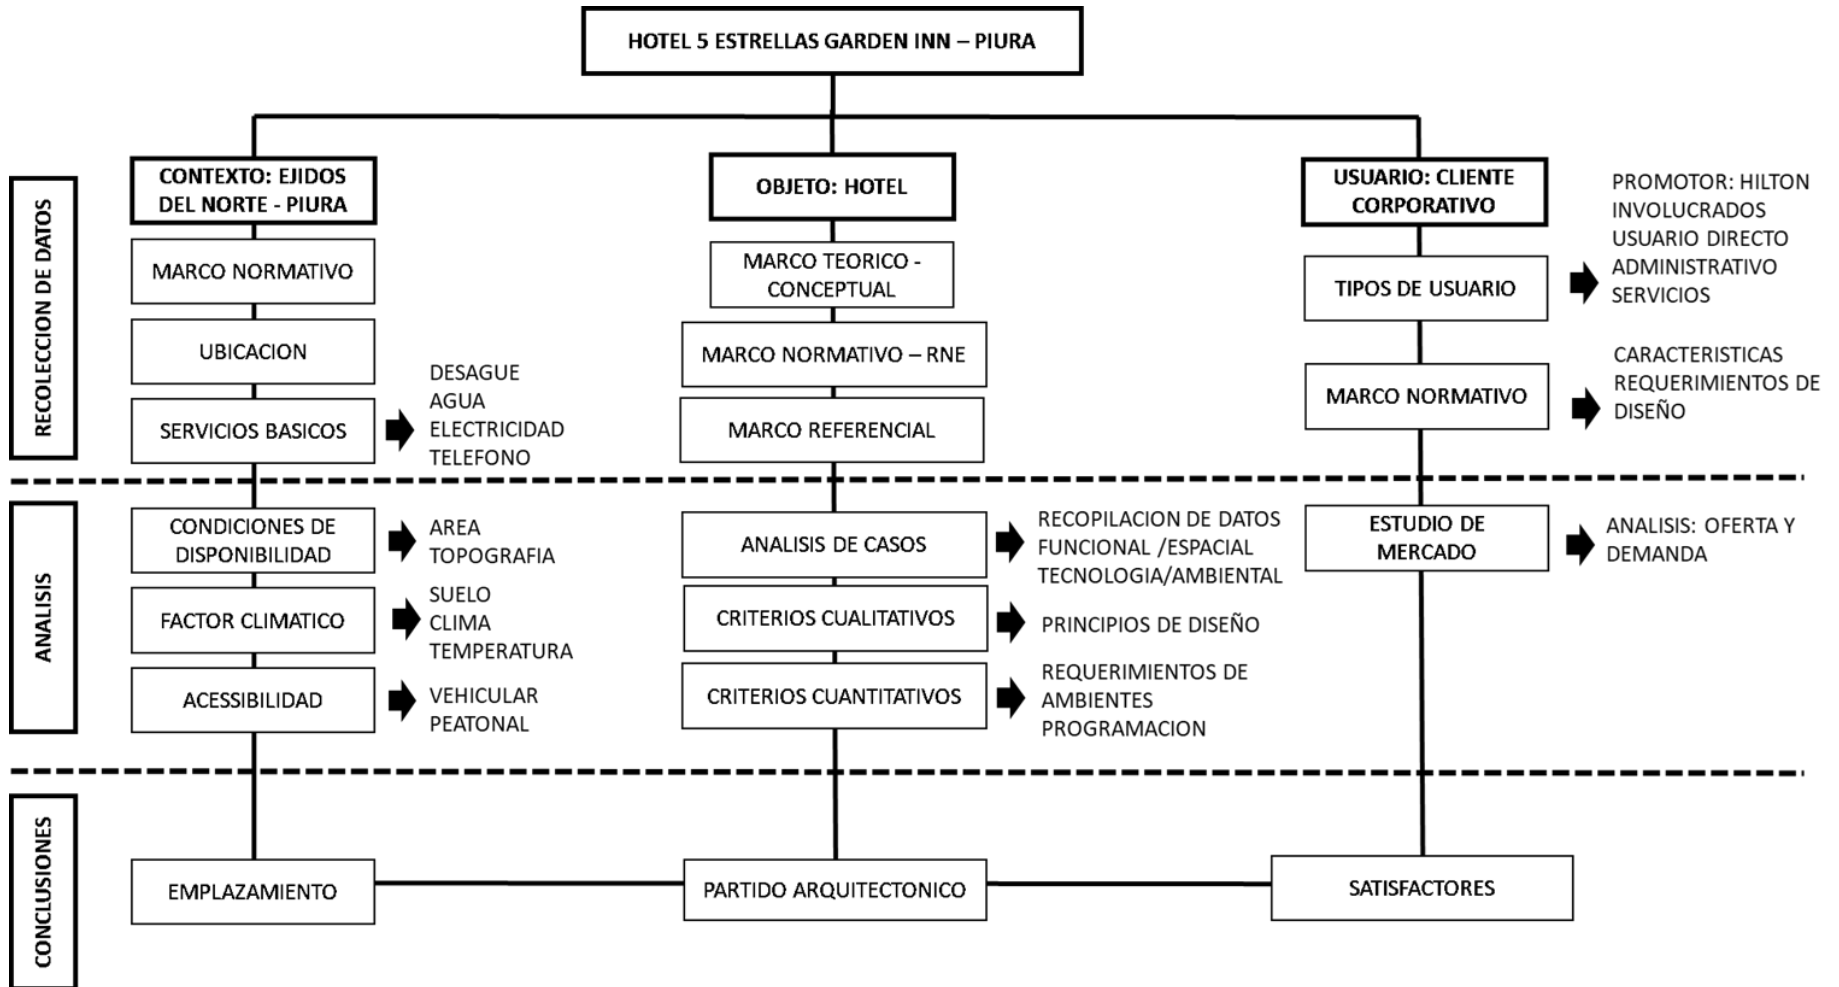 HOTEL 5 ESTRELLAS GARDEN INN – PIURA
RECOLECCION DE DATOS
CONTEXTO: EJIDOS
DEL NORTE - PIURA
MARCO NORMATIVO
UBICACION
SERVICIOS BASICOS
DESAGUE
AGUA
ELECTRICIDAD
TELEFONO
OBJETO: HOTEL
MARCO TEORICO -
CONCEPTUAL
MARCO NORMATIVO – RNE
MARCO REFERENCIAL
USUARIO: CLIENTE
CORPORATIVO
TIPOS DE USUARIO
PROMOTOR: HILTON
INVOLUCRADOS
USUARIO DIRECTO
ADMINISTRATIVO
SERVICIOS
MARCO NORMATIVO
CARACTERISTICAS
REQUERIMIENTOS DE
DISEÑO
ANALISIS
CONDICIONES DE
DISPONIBILIDAD
AREA
TOPOGRAFIA
FACTOR CLIMATICO
SUELO
CLIMA
TEMPERATURA
ACESSIBILIDAD
VEHICULAR
PEATONAL
ANALISIS DE CASOS
RECOPILACION DE DATOS
FUNCIONAL /ESPACIAL
TECNOLOGIA/AMBIENTAL
CRITERIOS CUALITATIVOS
PRINCIPIOS DE DISEÑO
CRITERIOS CUANTITATIVOS
REQUERIMIENTOS DE
AMBIENTES
PROGRAMACION
ESTUDIO DE
MERCADO
ANALISIS: OFERTA Y
DEMANDA
CONCLUSIONES
EMPLAZAMIENTO
PARTIDO ARQUITECTONICO
SATISFACTORES